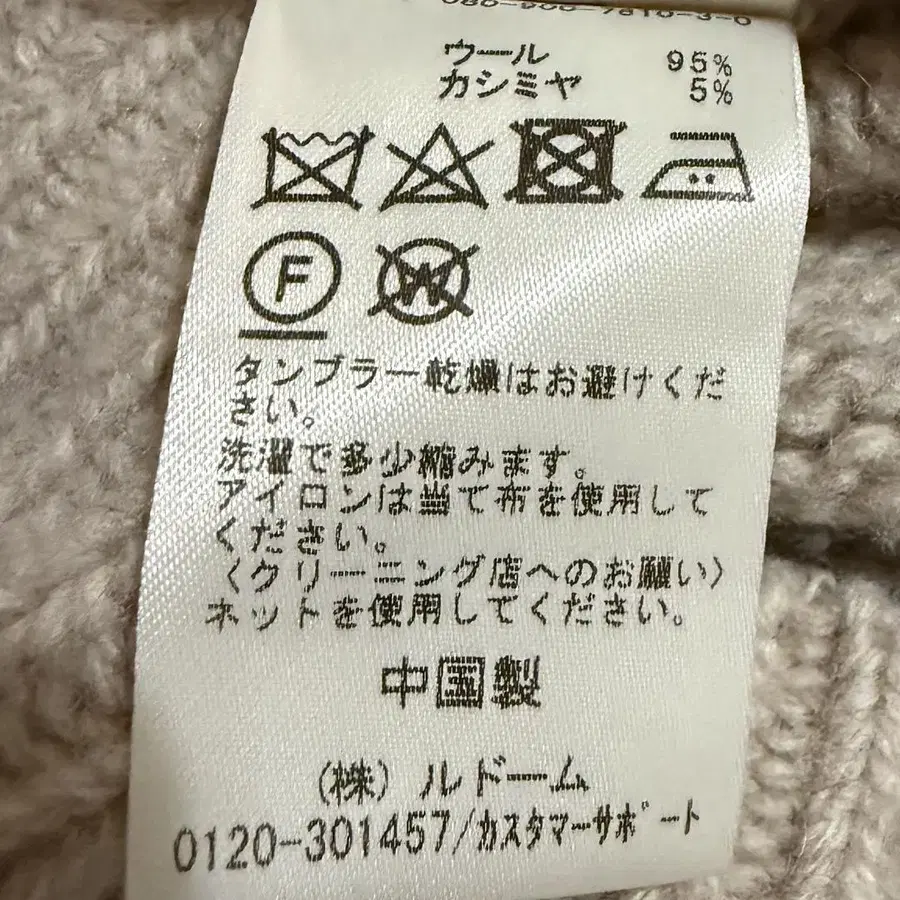 ウール 95%
カシミヤ 5%
F
W
タンブラー乾燥はお避けくだ
さい。
洗濯で多少縮みます。
アイロンは当て布を使用して
ください。
〈クリーニング店へのお願い〉
ネットを使用してください。
中国製
(株)ルドーム
0120-301457/カスタマーサポート